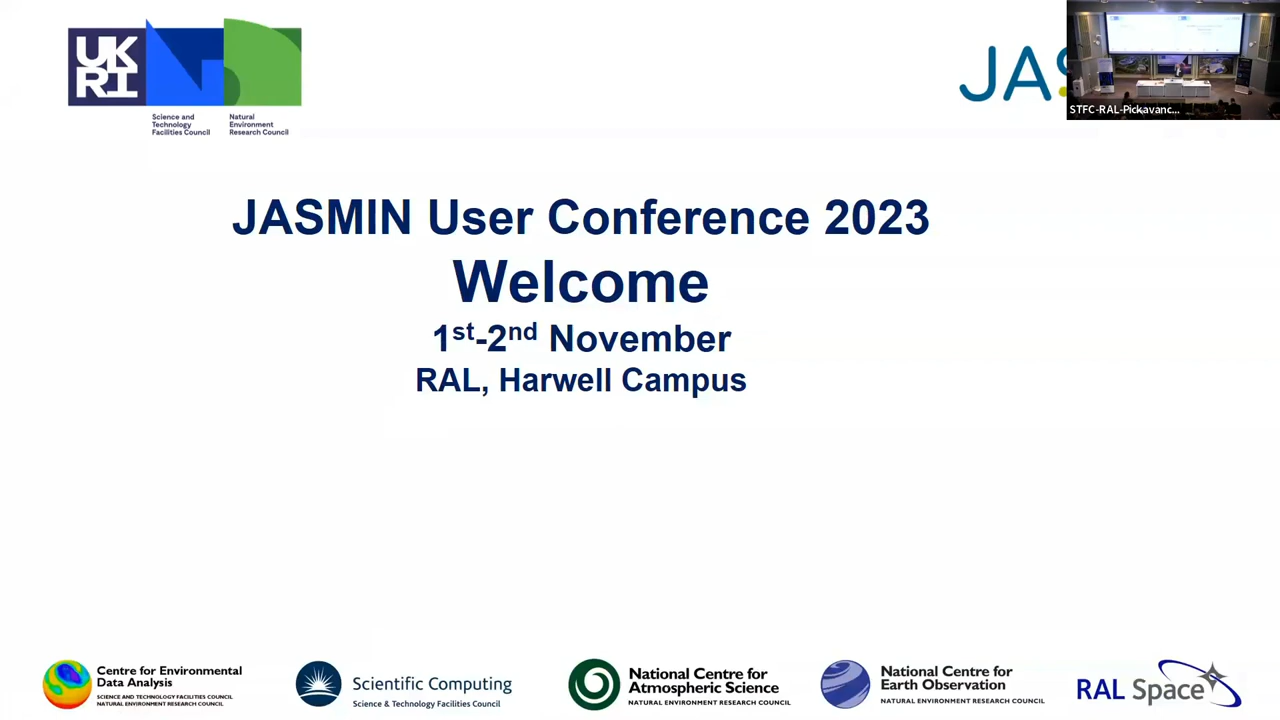 UK
RI
Science and
Technology
Facilities Council
Natural
Environment
Research Council
JAS
STFC-RAL-Pickavanc...
JASMIN User Conference 2023
Welcome
1st-2nd November
RAL, Harwell Campus
Centre for Environmental
Data Analysis
SCIENCE AND TECHNOLOGY FACILITIES COUNCIL
NATURAL ENVIRONMENT RESEARCH COUNCIL
Scientific Computing
Science & Technology Facilities Council
National Centre for
Atmospheric Science
NATURAL ENVIRONMENT RESEARCH COUNCIL
National Centre for
Earth Observation
NATURAL ENVIRONMENT RESEARCH COUNCIL
RAL Space